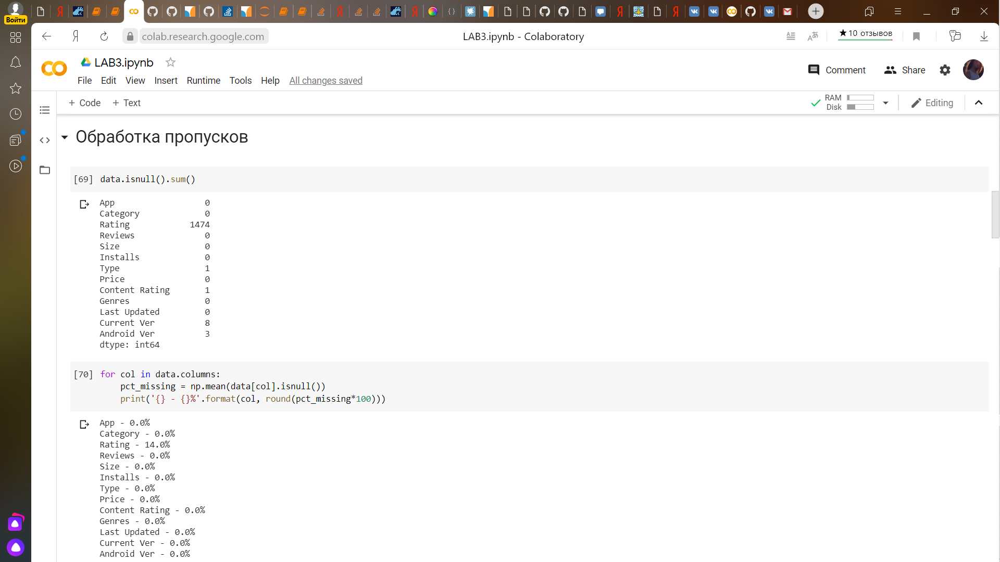 Войти
colab.research.google.com
LAB3.ipynb - Colaboratory
★10 отзывов
LAB3.ipynb
Comment
Share
File Edit View Insert Runtime Tools Help All changes saved
+ Code + Text
RAM
Disk
Editing
Обработка пропусков
[69] data.isnull().sum()
App 0
Category 0
Rating 1474
Reviews 0
Size 0
Installs 0
Type 1
Price 0
Content Rating 1
Genres 0
Last Updated 0
Current Ver 8
Android Ver 3
dtype: int64
[70] for col in data.columns:
pct_missing = np.mean(data[col].isnull())
print('{} - {}%'.format(col, round(pct_missing*100)))
App - 0.0%
Category - 0.0%
Rating - 14.0%
Reviews - 0.0%
Size - 0.0%
Installs - 0.0%
Type - 0.0%
Price - 0.0%
Content Rating - 0.0%
Genres - 0.0%
Last Updated - 0.0%
Current Ver - 0.0%
Android Ver - 0.0%